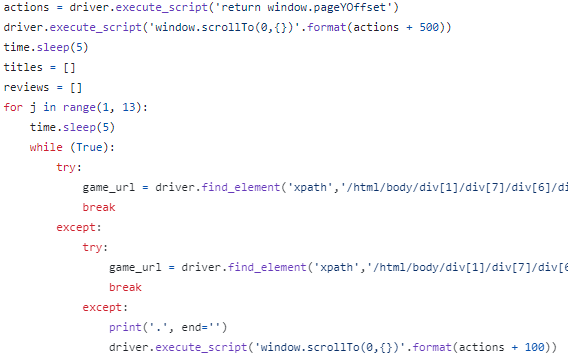 actions = driver.execute_script('return window.pageYOffset')
driver.execute_script('window.scrollTo(0,{})'.format(actions + 500))
time.sleep(5)
titles = []
reviews = []
for j in range(1, 13):
    time.sleep(5)
    while (True):
        try:
            game_url = driver.find_element('xpath','/html/body/div[1]/div[7]/div[6]/di
            break
        except:
            try:
                game_url = driver.find_element('xpath','/html/body/div[1]/div[7]/div[6
                break
            except:
                print('.', end='')
                driver.execute_script('window.scrollTo(0,{})'.format(actions + 100))